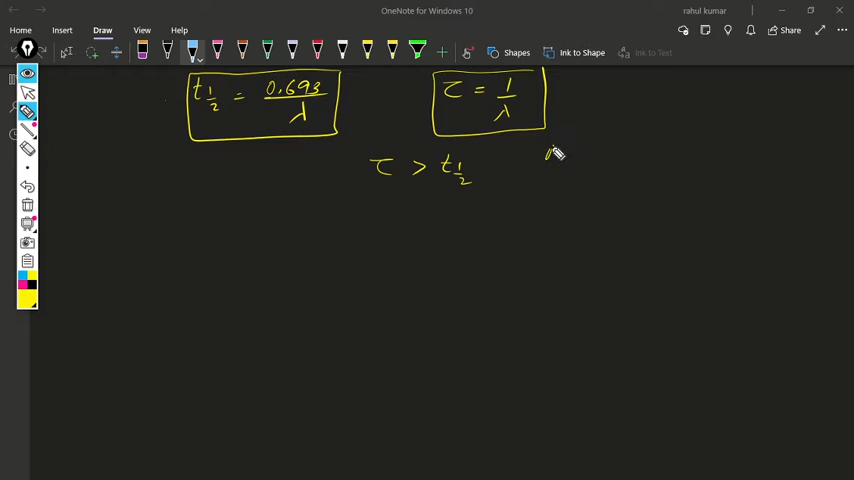 OneNote for Windows 10
rahul kumar
Home Insert Draw View Help
Share
Shapes Ink to Shape Ink to Text
t1/2 = 0.693/λ τ = 1/λ
τ > t1/2